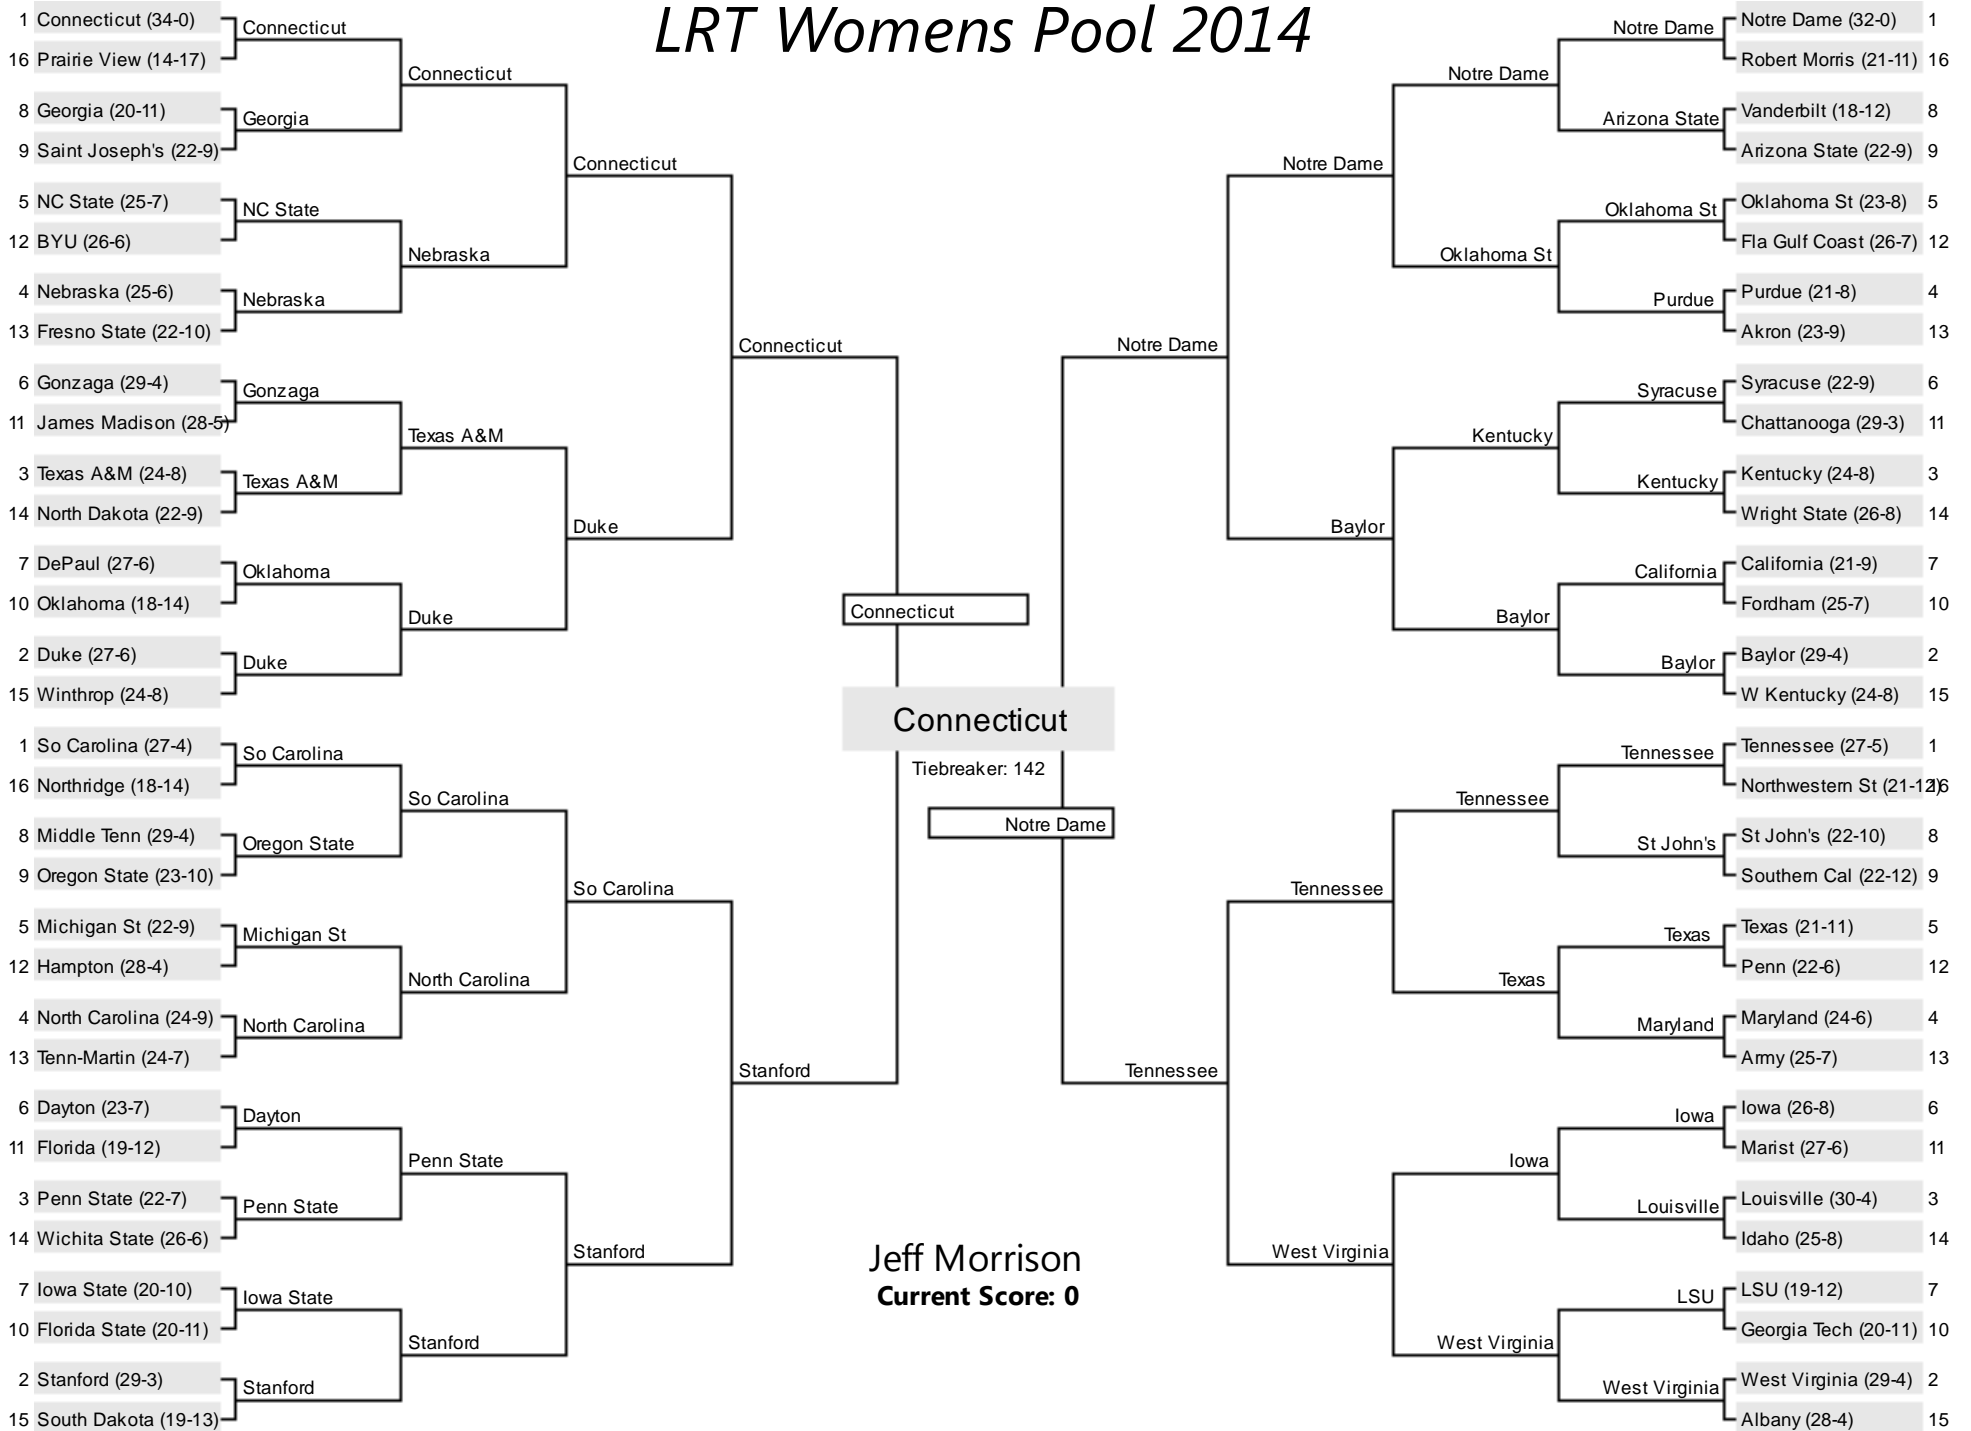 LRT Womens Pool 2014
1 Connecticut (34-0)
16 Prairie View (14-17)
8 Georgia (20-11)
9 Saint Joseph's (22-9)
5 NC State (25-7)
12 BYU (26-6)
4 Nebraska (25-6)
13 Fresno State (22-10)
6 Gonzaga (29-4)
11 James Madison (28-5)
3 Texas A&M (24-8)
14 North Dakota (22-9)
7 DePaul (27-6)
10 Oklahoma (18-14)
2 Duke (27-6)
15 Winthrop (24-8)
1 So Carolina (27-4)
16 Northridge (18-14)
8 Middle Tenn (29-4)
9 Oregon State (23-10)
5 Michigan St (22-9)
12 Hampton (28-4)
4 North Carolina (24-9)
13 Tenn-Martin (24-7)
6 Dayton (23-7)
11 Florida (19-12)
3 Penn State (22-7)
14 Wichita State (26-6)
7 Iowa State (20-10)
10 Florida State (20-11)
2 Stanford (29-3)
15 South Dakota (19-13)
Connecticut
Georgia
NC State
Nebraska
Gonzaga
Texas A&M
Oklahoma
Duke
So Carolina
Oregon State
Michigan St
North Carolina
Dayton
Penn State
Iowa State
Stanford
Connecticut
Nebraska
Texas A&M
Duke
So Carolina
North Carolina
Penn State
Stanford
Connecticut
Duke
So Carolina
Stanford
Connecticut
Stanford
Connecticut
Connecticut
Tiebreaker: 142
Notre Dame
Jeff Morrison
Current Score: 0
Notre Dame
Tennessee
Notre Dame
Baylor
Tennessee
West Virginia
Notre Dame
Oklahoma St
Kentucky
Baylor
Tennessee
Texas
Iowa
West Virginia
Notre Dame
Arizona State
Oklahoma St
Purdue
Syracuse
Kentucky
California
Baylor
Tennessee
St John's
Texas
Maryland
Iowa
Louisville
LSU
West Virginia
Notre Dame (32-0) 1
Robert Morris (21-11) 16
Vanderbilt (18-12) 8
Arizona State (22-9) 9
Oklahoma St (23-8) 5
Fla Gulf Coast (26-7) 12
Purdue (21-8) 4
Akron (23-9) 13
Syracuse (22-9) 6
Chattanooga (29-3) 11
Kentucky (24-8) 3
Wright State (26-8) 14
California (21-9) 7
Fordham (25-7) 10
Baylor (29-4) 2
W Kentucky (24-8) 15
Tennessee (27-5) 1
Northwestern St (21-12) 16
St John's (22-10) 8
Southern Cal (22-12) 9
Texas (21-11) 5
Penn (22-6) 12
Maryland (24-6) 4
Army (25-7) 13
Iowa (26-8) 6
Marist (27-6) 11
Louisville (30-4) 3
Idaho (25-8) 14
LSU (19-12) 7
Georgia Tech (20-11) 10
West Virginia (29-4) 2
Albany (28-4) 15